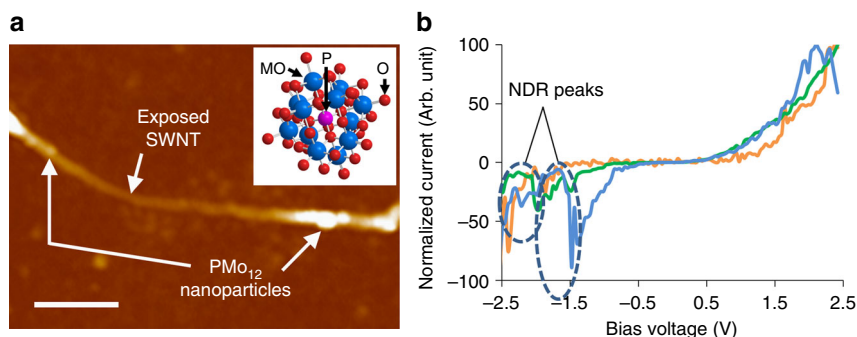 a
Exposed
SWNT
MO
P
O
PMo12
nanoparticles
b
Normalized current (Arb. unit)
100
50
0
−50
−100
NDR peaks
−2.5
−1.5
−0.5
0.5
1.5
2.5
Bias voltage (V)